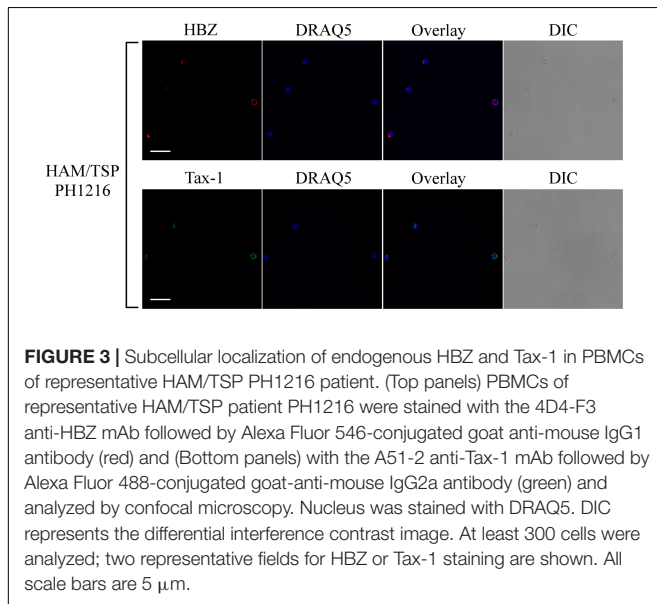 HBZ DRAQ5 Overlay DIC
HAM/TSP
PH1216
Tax-1 DRAQ5 Overlay DIC
FIGURE 3 | Subcellular localization of endogenous HBZ and Tax-1 in PBMCs
of representative HAM/TSP PH1216 patient. (Top panels) PBMCs of
representative HAM/TSP patient PH1216 were stained with the 4D4-F3
anti-HBZ mAb followed by Alexa Fluor 546-conjugated goat anti-mouse IgG1
antibody (red) and (Bottom panels) with the A51-2 anti-Tax-1 mAb followed by
Alexa Fluor 488-conjugated goat-anti-mouse IgG2a antibody (green) and
analyzed by confocal microscopy. Nucleus was stained with DRAQ5. DIC
represents the differential interference contrast image. At least 300 cells were
analyzed; two representative fields for HBZ or Tax-1 staining are shown. All
scale bars are 5 μm.